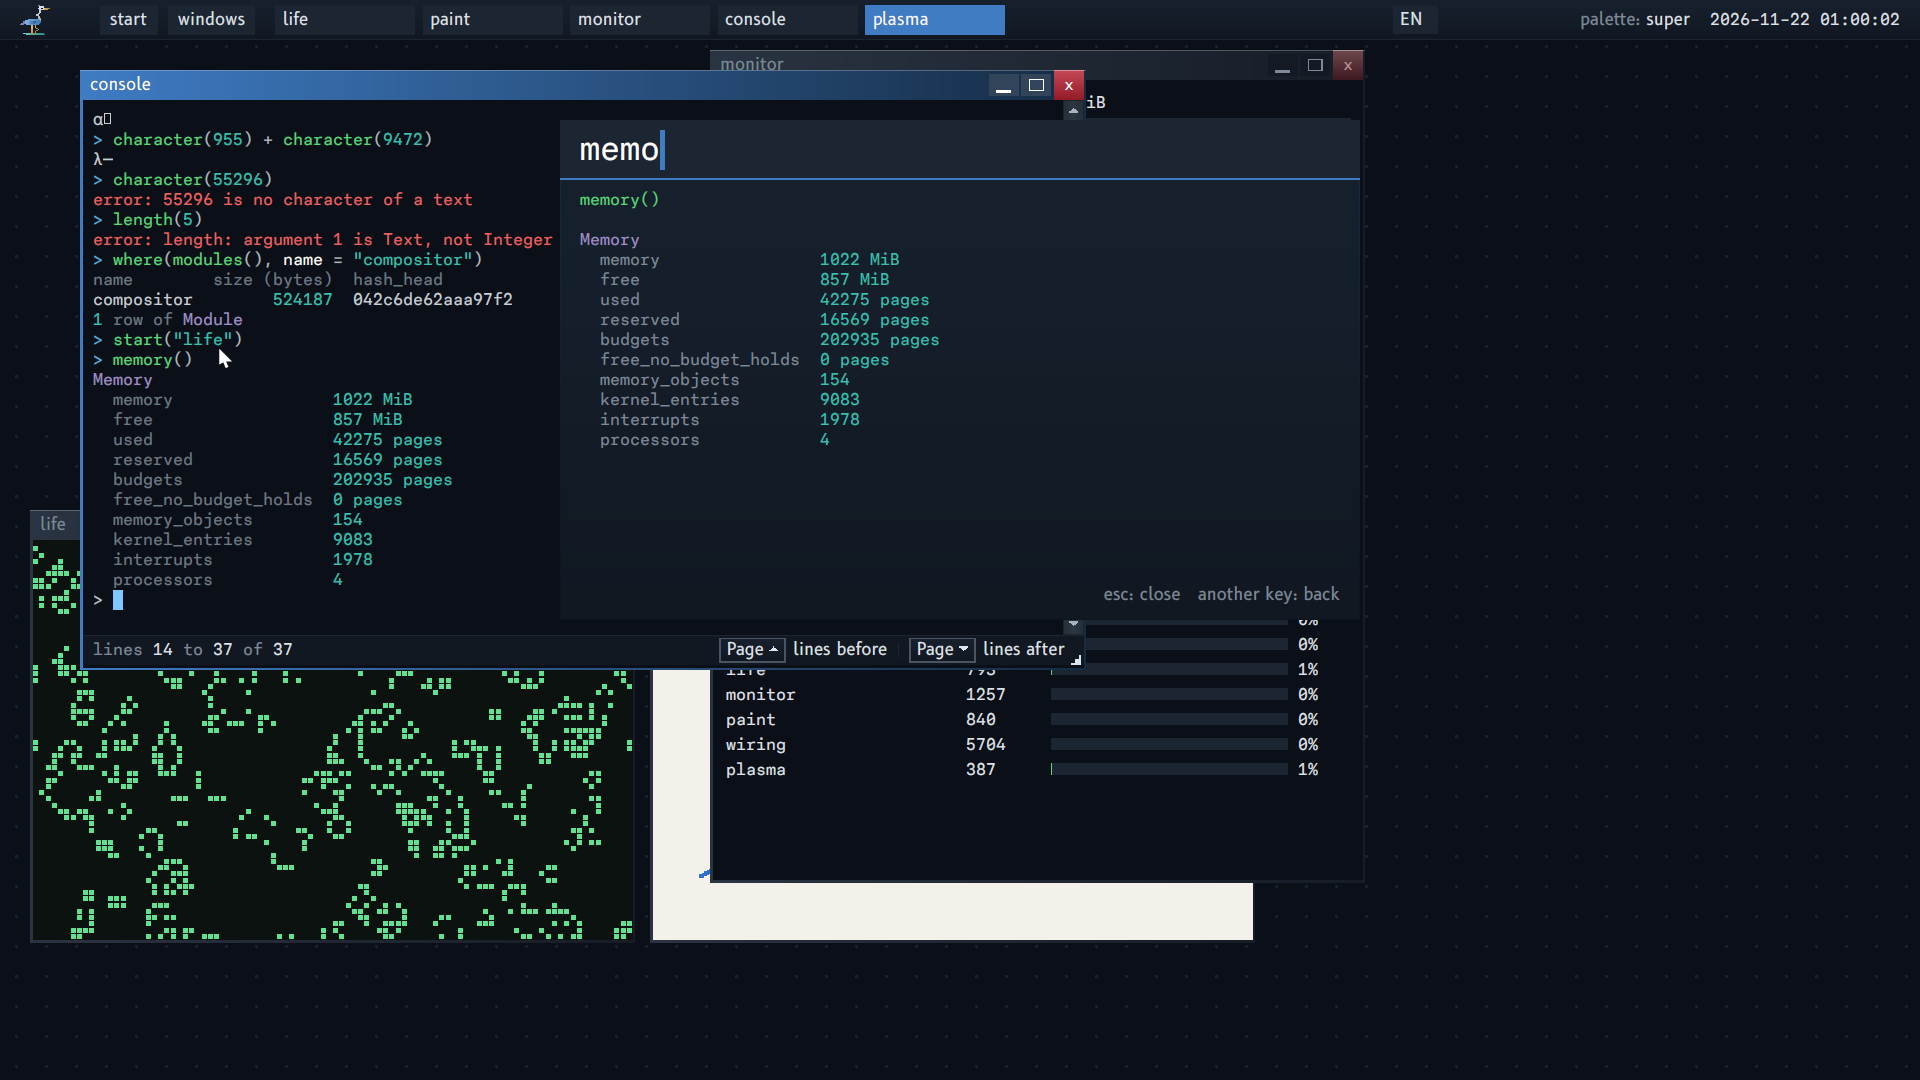 start windows life paint monitor console plasma EN palette: super 2026-11-22 01:00:02
monitor x
console x
iB
α▯
> character(955) + character(9472)
λ─
> character(55296)
error: 55296 is no character of a text
> length(5)
error: length: argument 1 is Text, not Integer
> where(modules(), name = "compositor")
name size (bytes) hash_head
compositor 524187 042c6de62aaa97f2
1 row of Module
> start("life")
> memory()
Memory
memory 1022 MiB
free 857 MiB
used 42275 pages
reserved 16569 pages
budgets 202935 pages
free_no_budget_holds 0 pages
memory_objects 154
kernel_entries 9083
interrupts 1978
processors 4
>
lines 14 to 37 of 37 Page lines before Page lines after
memo
memory()
Memory
memory 1022 MiB
free 857 MiB
used 42275 pages
reserved 16569 pages
budgets 202935 pages
free_no_budget_holds 0 pages
memory_objects 154
kernel_entries 9083
interrupts 1978
processors 4
esc: close another key: back
life
0%
0%
life 793 1%
monitor 1257 0%
paint 840 0%
wiring 5704 0%
plasma 387 1%